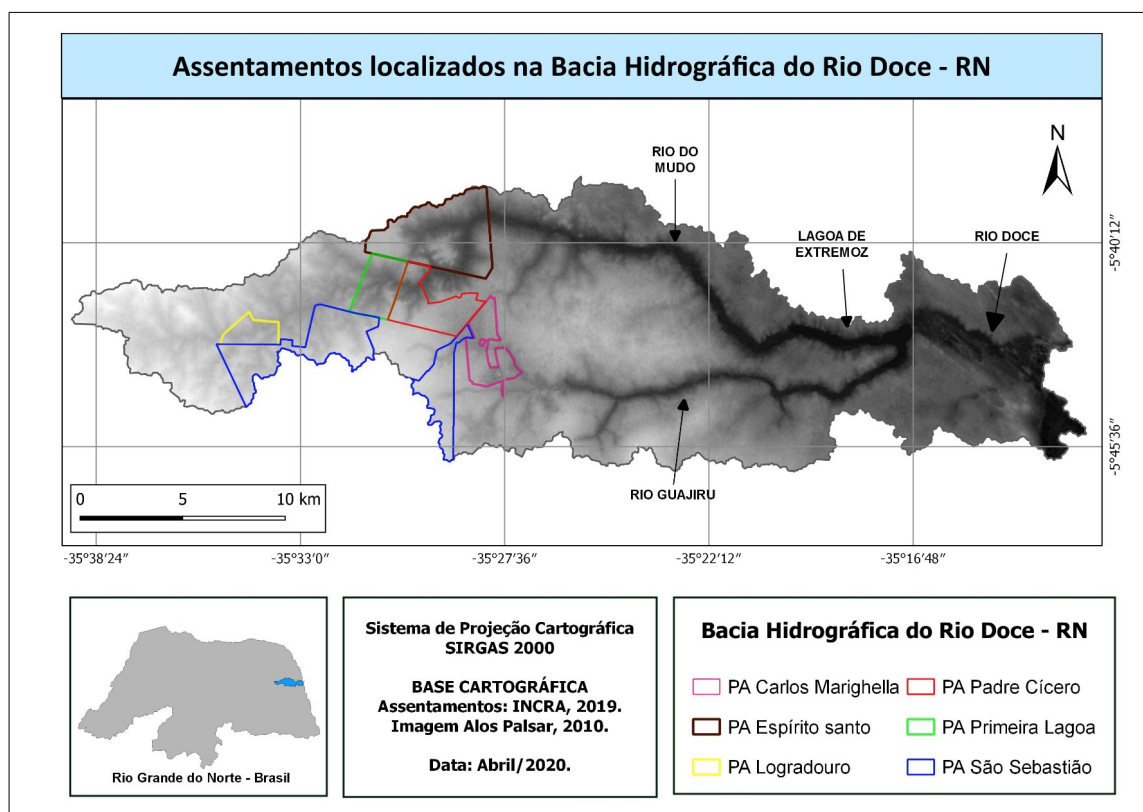 Assentamentos localizados na Bacia Hidrográfica do Rio Doce - RN
N
RIO DO
MUDO
LAGOA DE
EXTREMOZ
RIO DOCE
RIO GUAJIRU
-5°40'12"
-5°45'36"
0 5 10 km
-35°38'24"
-35°33'0"
-35°27'36"
-35°22'12"
-35°16'48"
Rio Grande do Norte - Brasil
Sistema de Projeção Cartográfica
SIRGAS 2000
BASE CARTOGRÁFICA
Assentamentos: INCRA, 2019.
Imagem Alos Palsar, 2010.
Data: Abril/2020.
Bacia Hidrográfica do Rio Doce - RN
PA Carlos Marighella
PA Padre Cícero
PA Espírito santo
PA Primeira Lagoa
PA Logradouro
PA São Sebastião